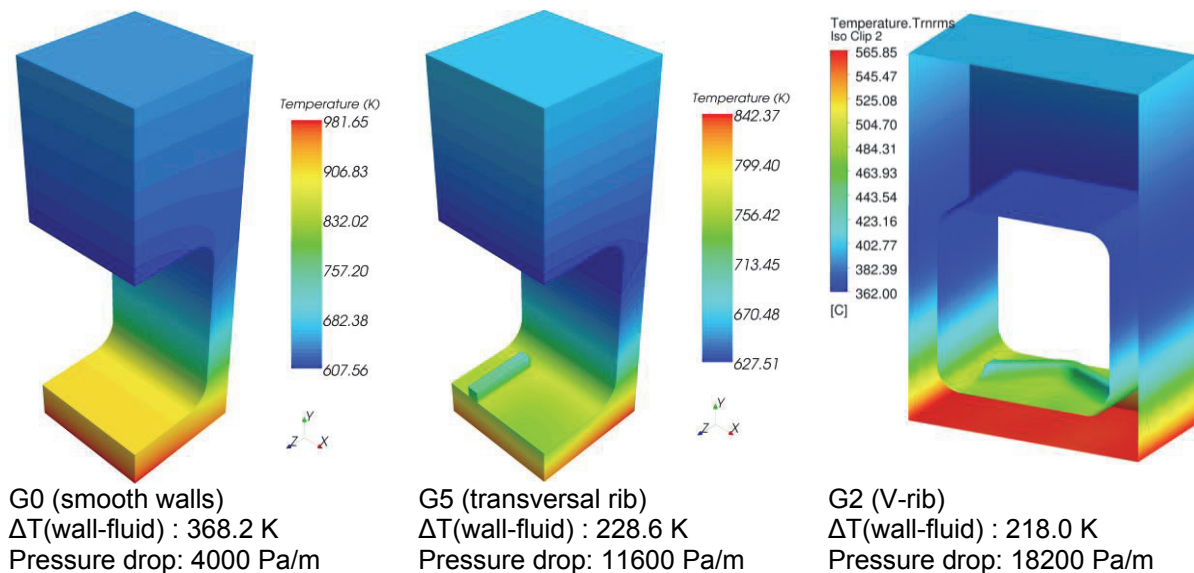 Temperature (K)
981.65
906.83
832.02
757.20
682.38
607.56
Y
Z
X
G0 (smooth walls)
ΔT(wall-fluid) : 368.2 K
Pressure drop: 4000 Pa/m
Temperature (K)
842.37
799.40
756.42
713.45
670.48
627.51
Y
Z
X
G5 (transversal rib)
ΔT(wall-fluid) : 228.6 K
Pressure drop: 11600 Pa/m
Temperature.Trnrms
Iso Clip 2
565.85
545.47
525.08
504.70
484.31
463.93
443.54
423.16
402.77
382.39
362.00
[C]
G2 (V-rib)
ΔT(wall-fluid) : 218.0 K
Pressure drop: 18200 Pa/m